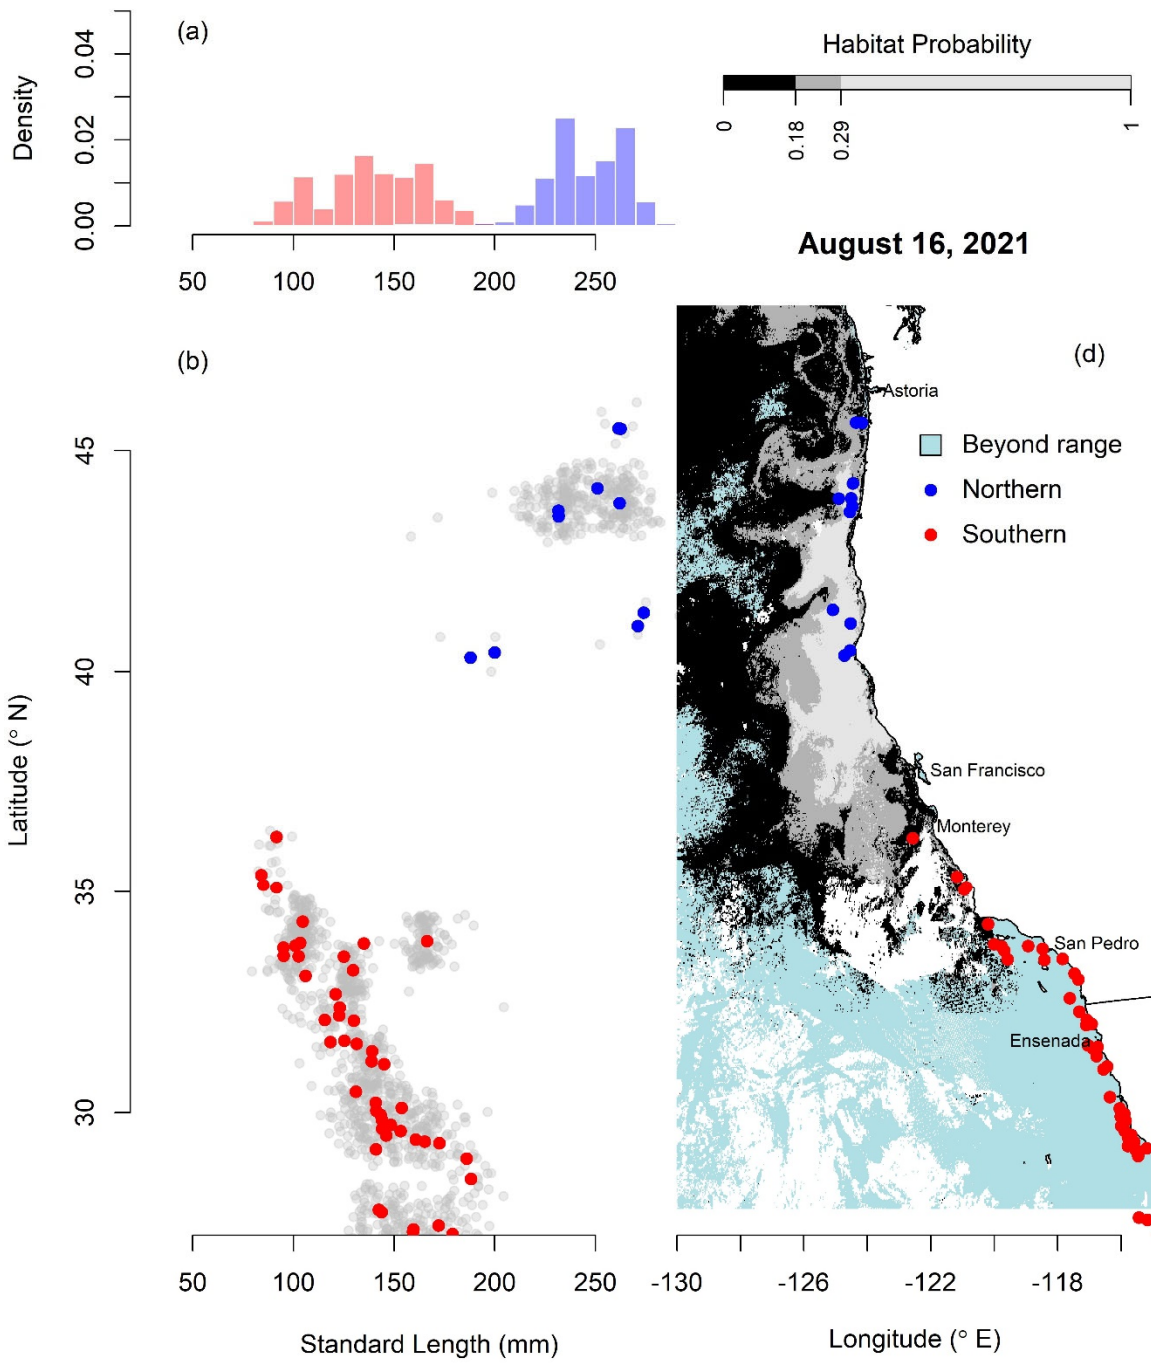 (a)
Density
0.00
0.02
0.04
50
100
150
200
250
Habitat Probability
0
0.18
0.29
1
August 16, 2021
(b)
Latitude (° N)
45
40
35
30
50
100
150
200
250
Standard Length (mm)
(d)
Astoria
Beyond range
Northern
Southern
San Francisco
Monterey
San Pedro
Ensenada
-130
-126
-122
-118
Longitude (° E)